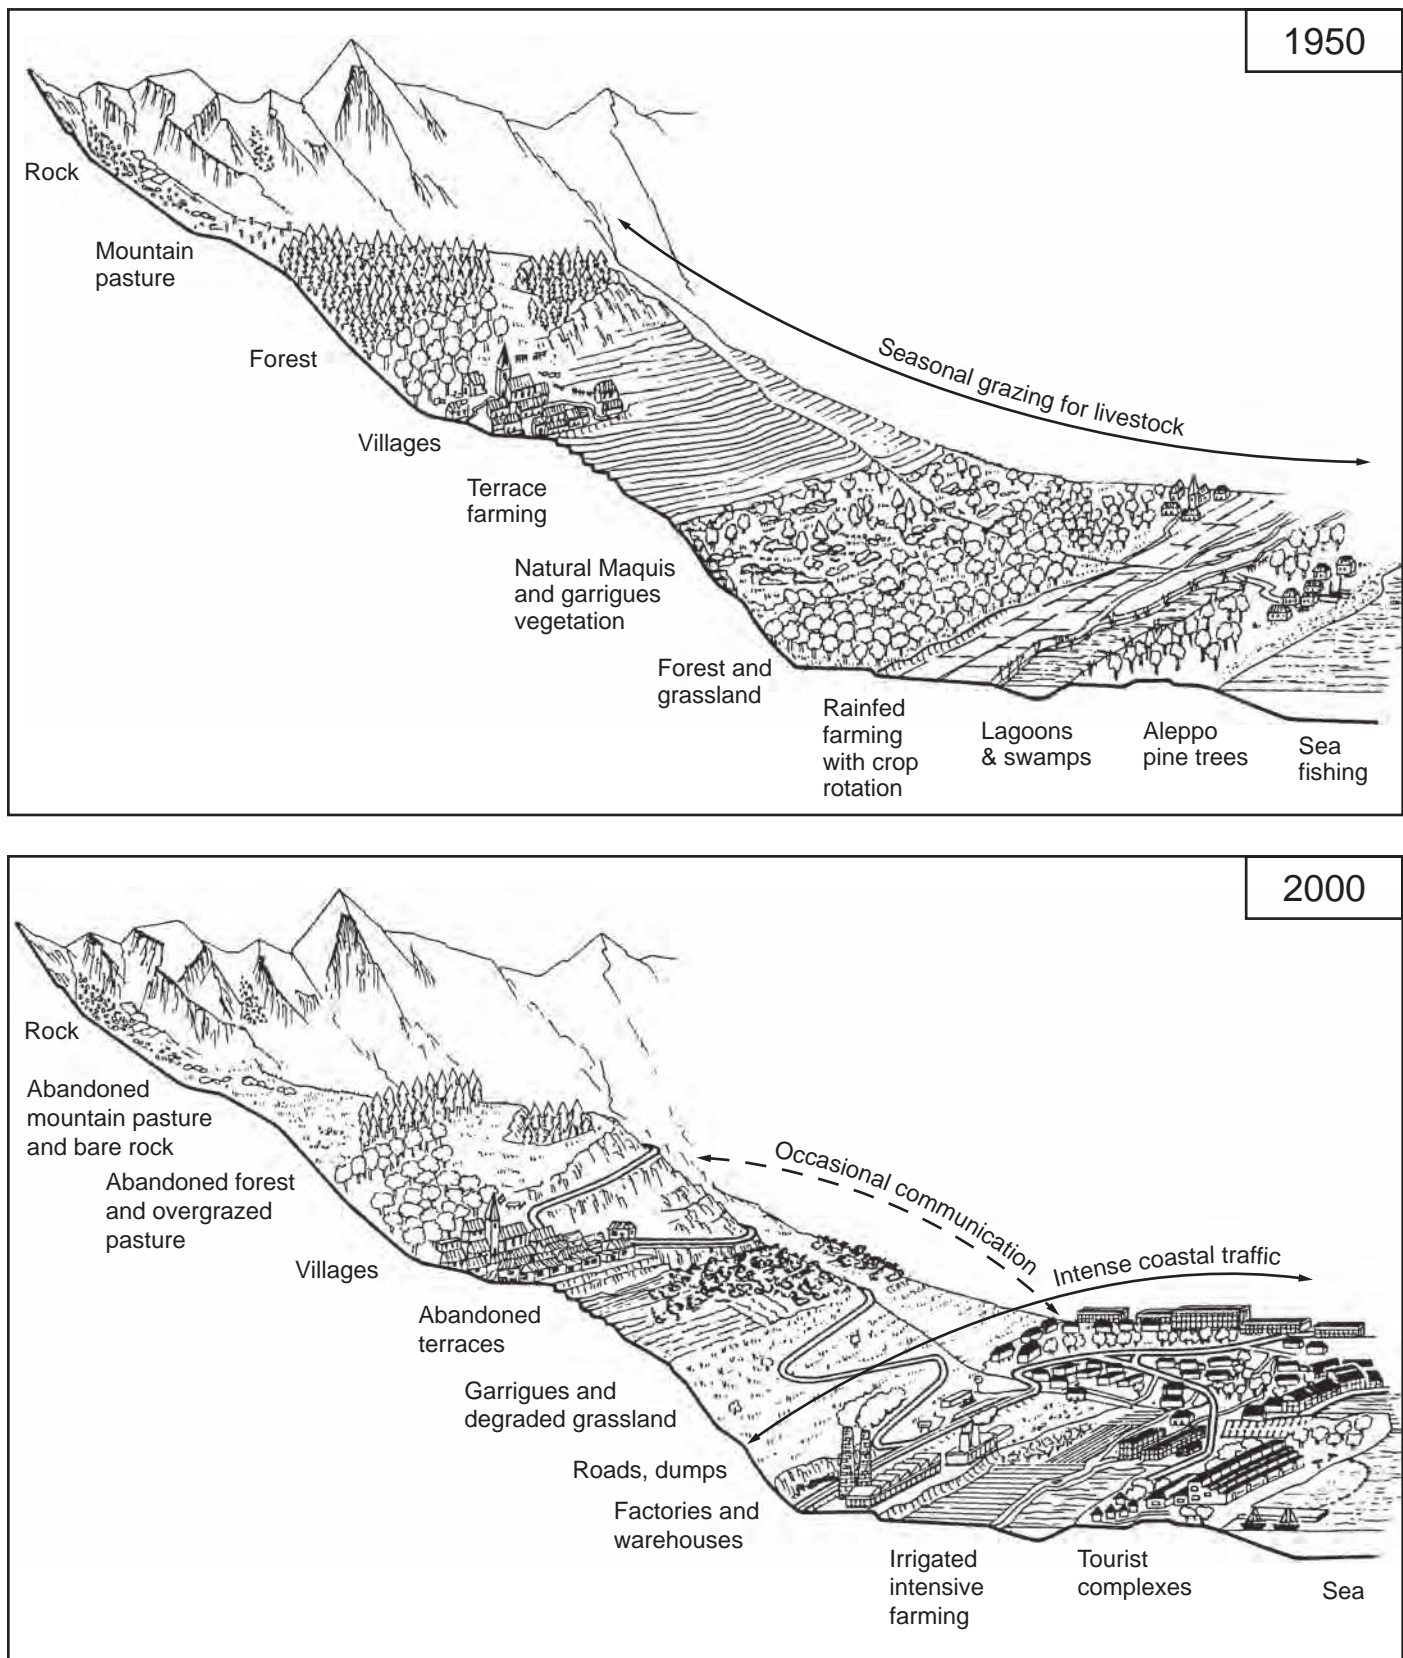 1950
Rock
Mountain
pasture
Forest
Seasonal grazing for livestock
Villages
Terrace
farming
Natural Maquis
and garrigues
vegetation
Forest and
grassland
Rainfed
farming
with crop
rotation
Lagoons
& swamps
Aleppo
pine trees
Sea
fishing
2000
Rock
Abandoned
mountain pasture
and bare rock
Abandoned forest
and overgrazed
pasture
Occasional communication
Intense coastal traffic
Villages
Abandoned
terraces
Garrigues and
degraded grassland
Roads, dumps
Factories and
warehouses
Irrigated
intensive
farming
Tourist
complexes
Sea